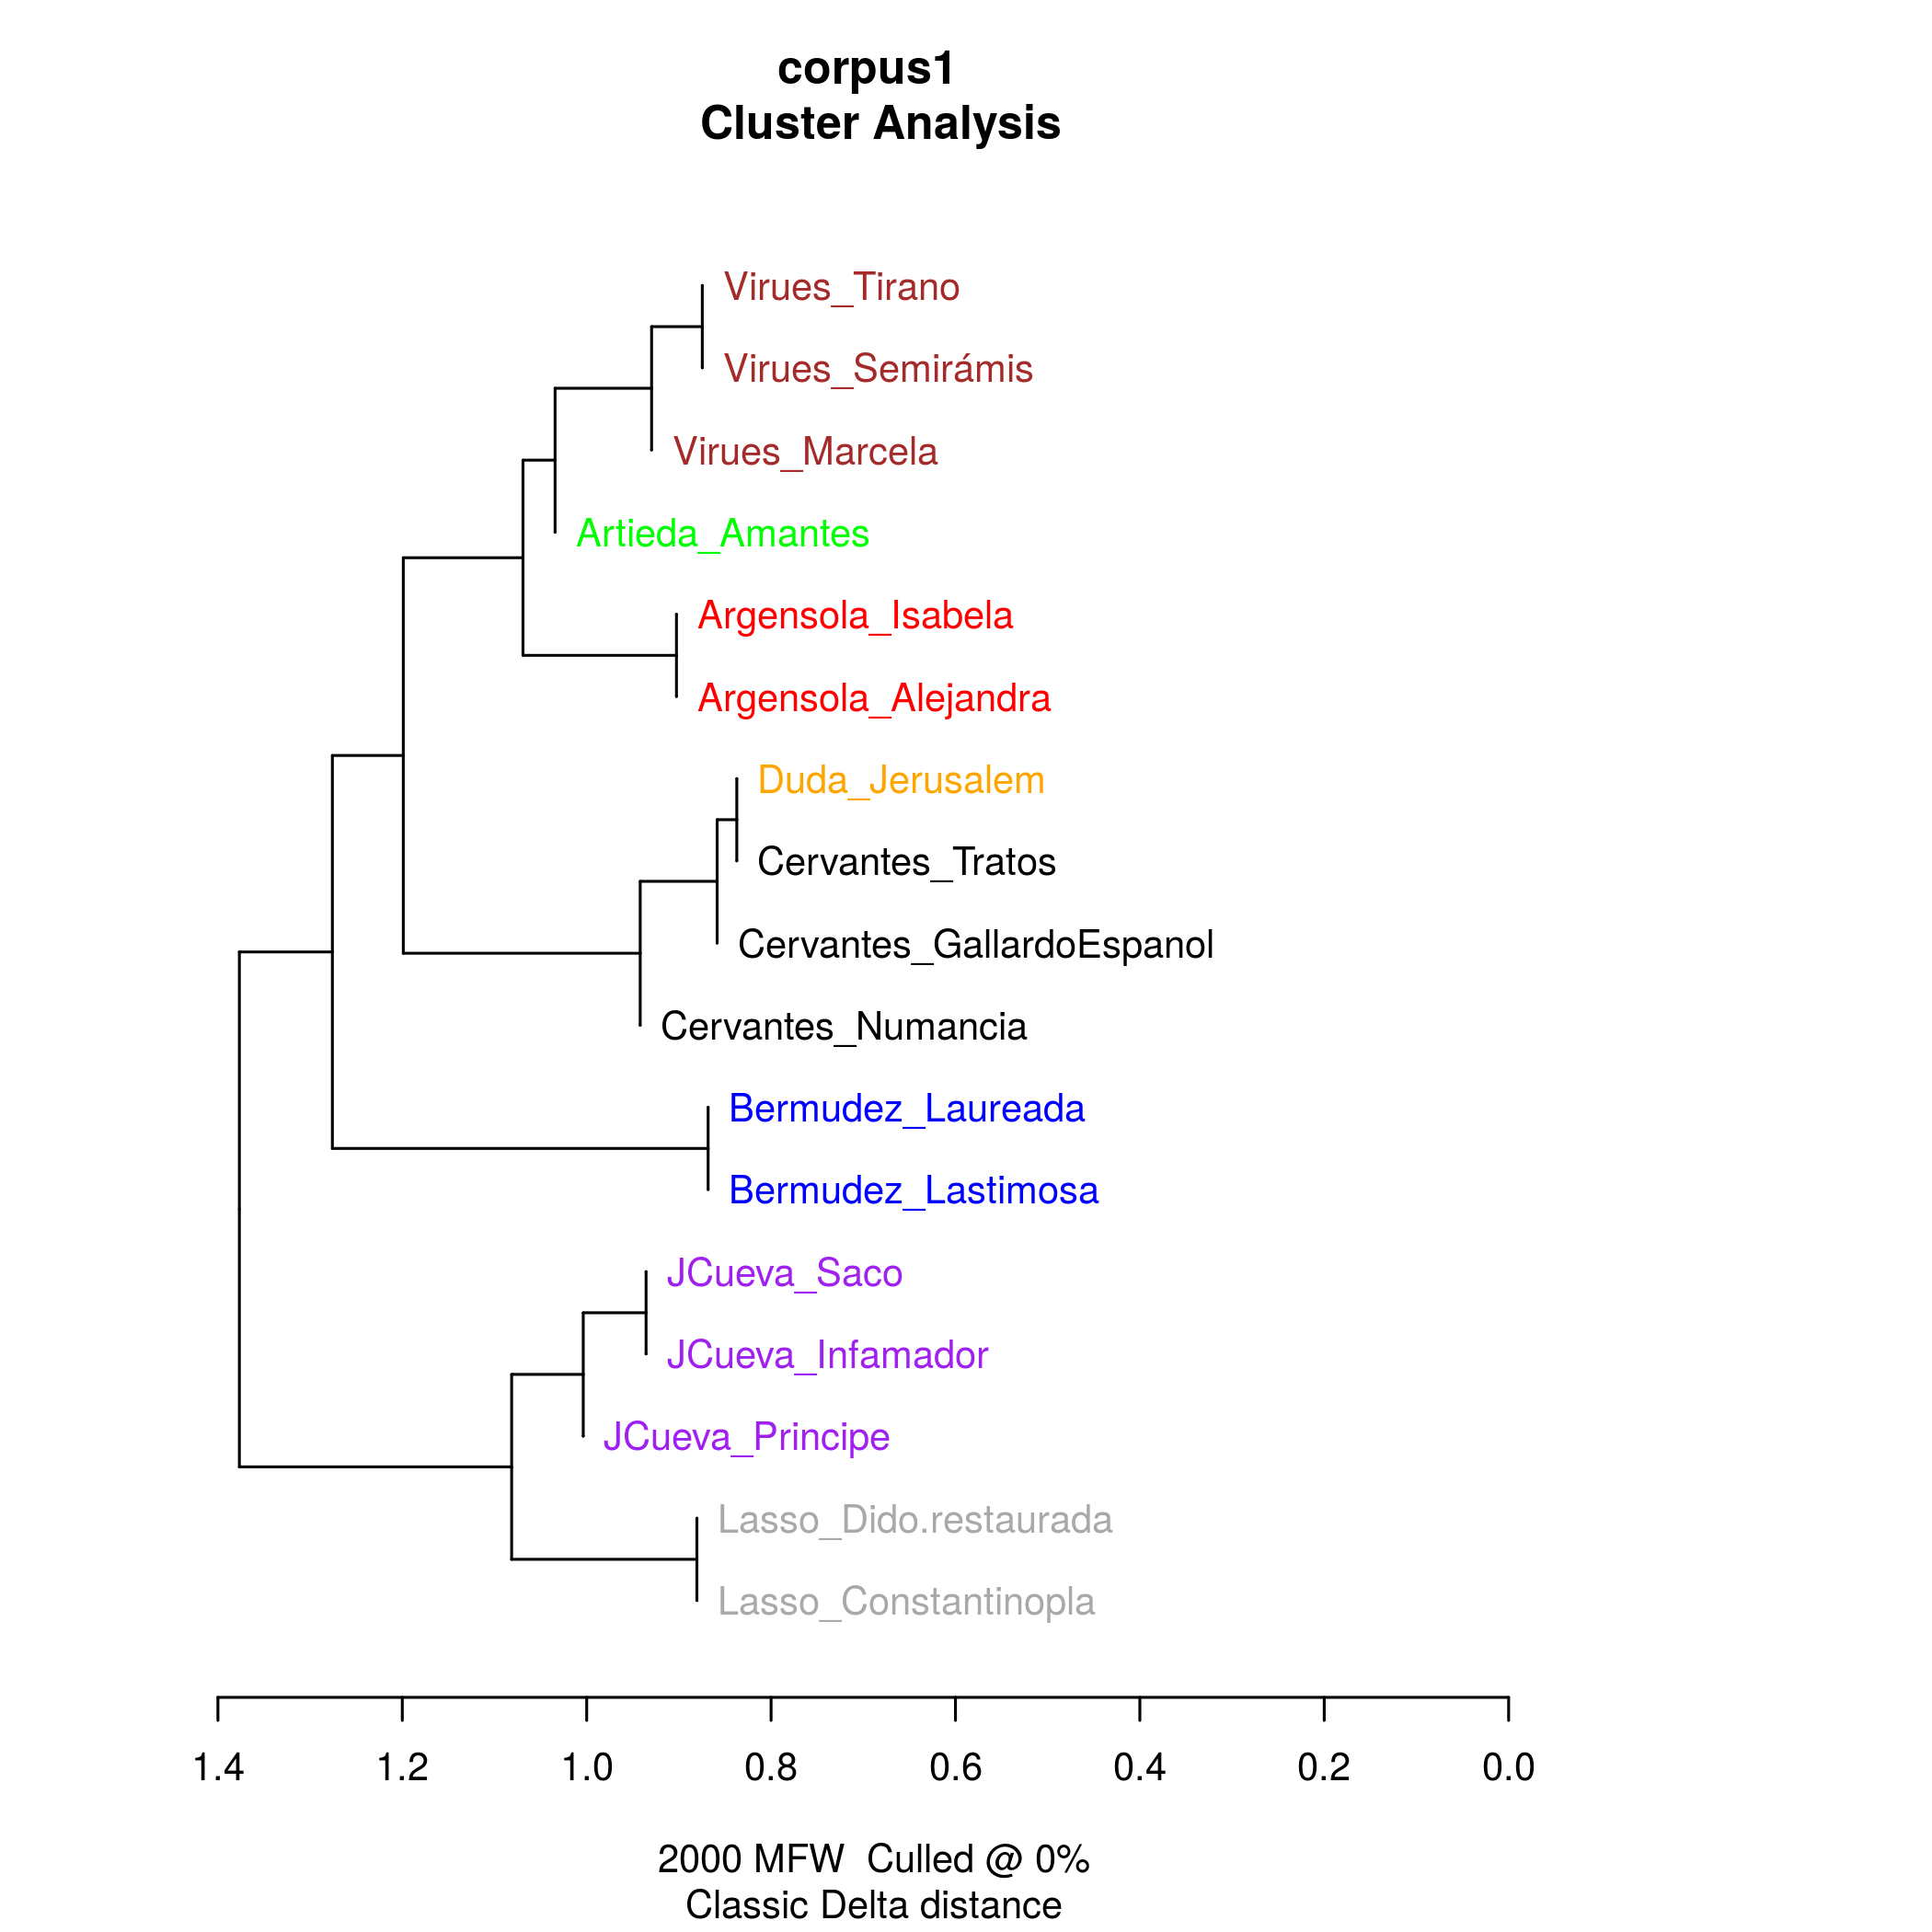 corpus1
Cluster Analysis
Virues_Tirano
Virues_Semirámis
Virues_Marcela
Artieda_Amantes
Argensola_Isabela
Argensola_Alejandra
Duda_Jerusalem
Cervantes_Tratos
Cervantes_GallardoEspanol
Cervantes_Numancia
Bermudez_Laureada
Bermudez_Lastimosa
JCueva_Saco
JCueva_Infamador
JCueva_Principe
Lasso_Dido.restaurada
Lasso_Constantinopla
1.4 1.2 1.0 0.8 0.6 0.4 0.2 0.0
2000 MFW  Culled @ 0%
Classic Delta distance